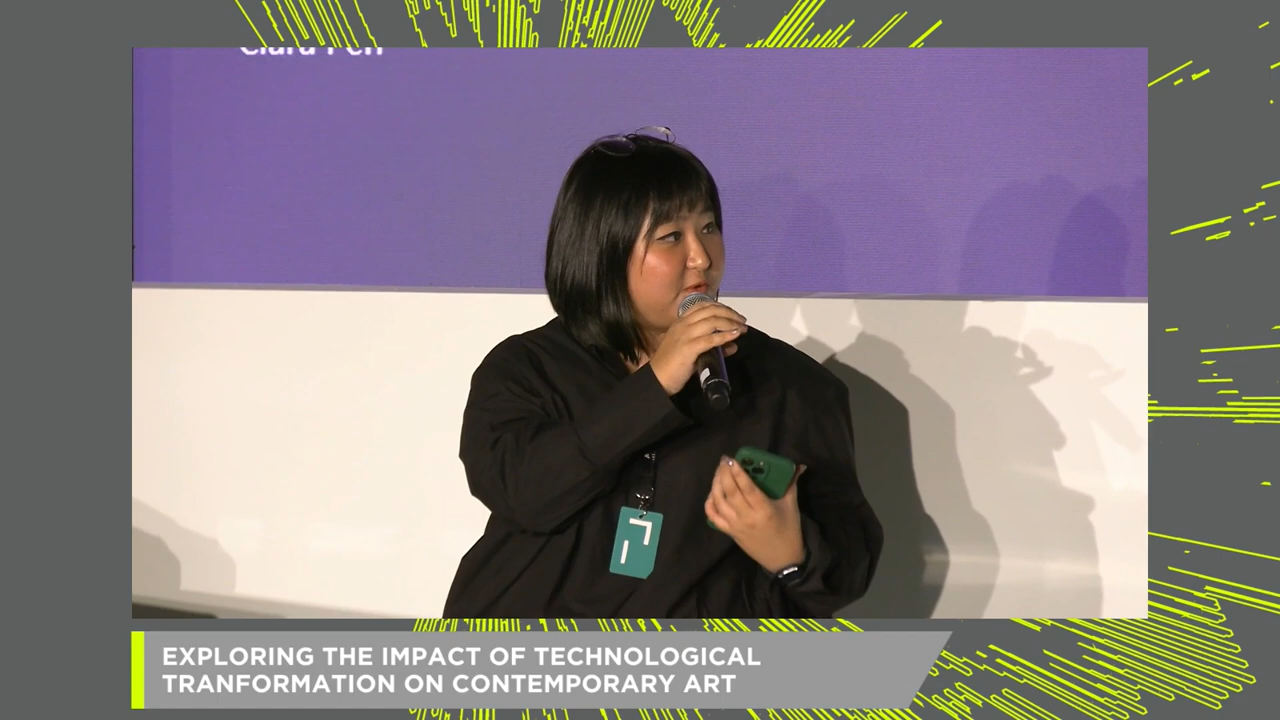 EXPLORING THE IMPACT OF TECHNOLOGICAL
TRANFORMATION ON CONTEMPORARY ART